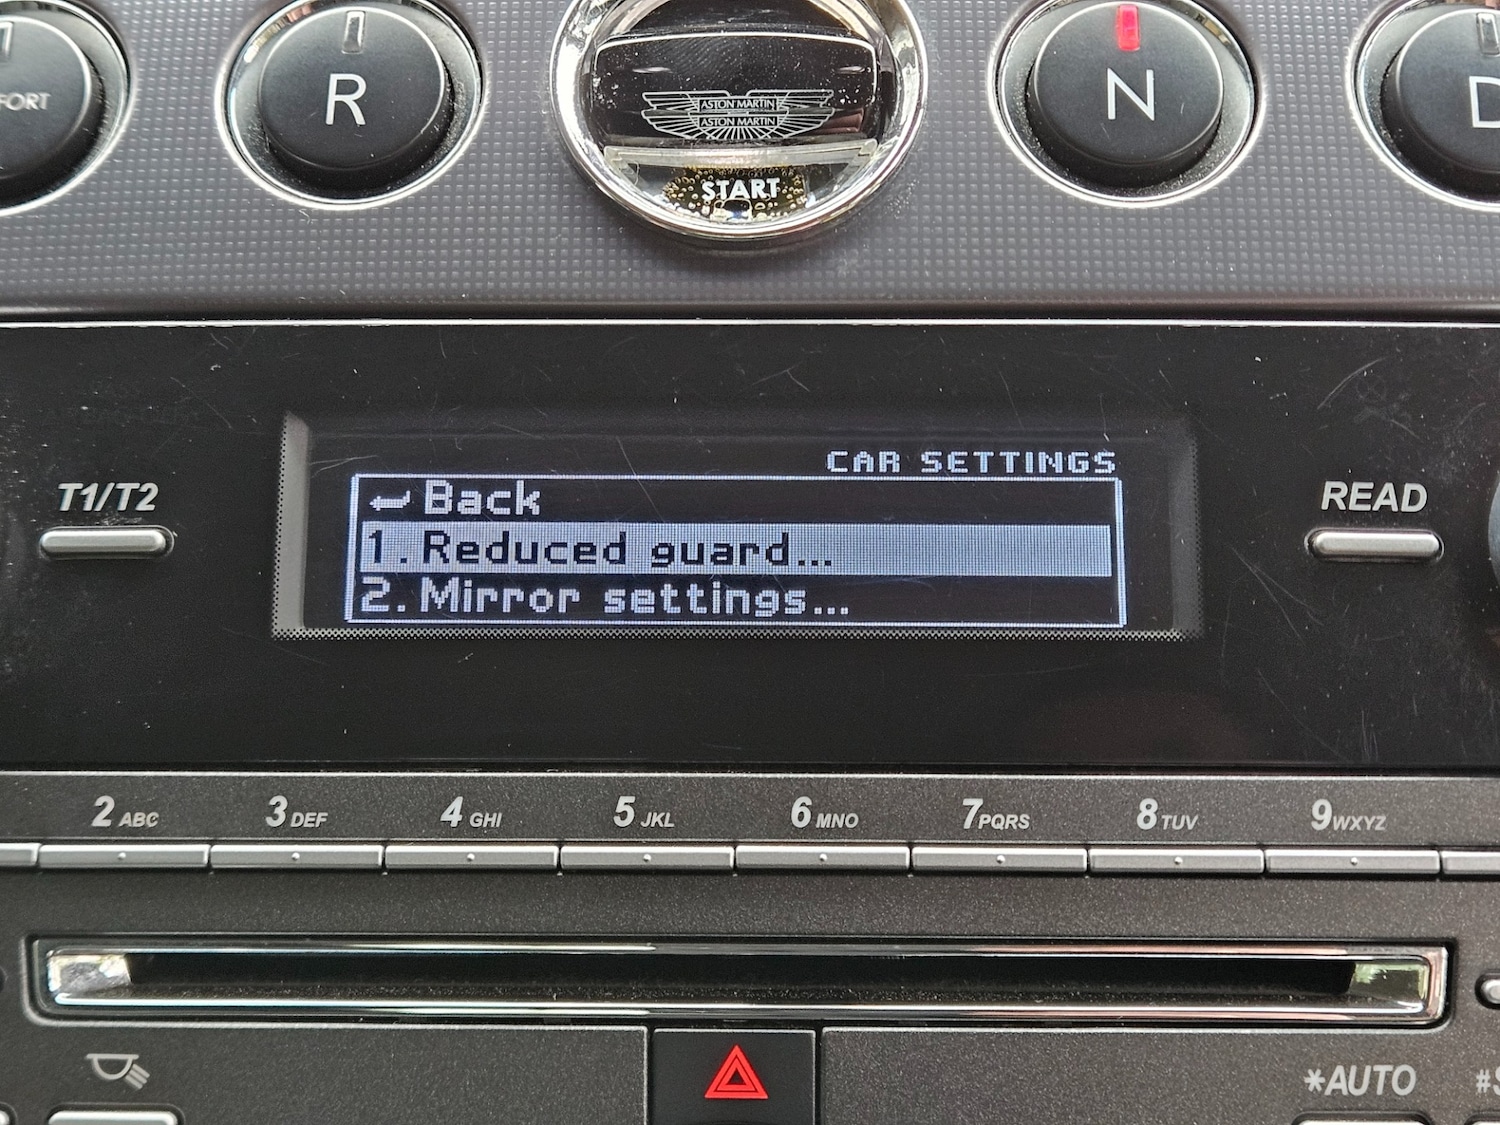 FORT
R
ASTON MARTIN
ASTON MARTIN
START
N
D
T1/T2
READ
CAR SETTINGS
Back
1. Reduced guard...
2. Mirror settings...
2 ABC
3 DEF
4 GHI
5 JKL
6 MNO
7 PQRS
8 TUV
9 WXYZ
*AUTO
#S